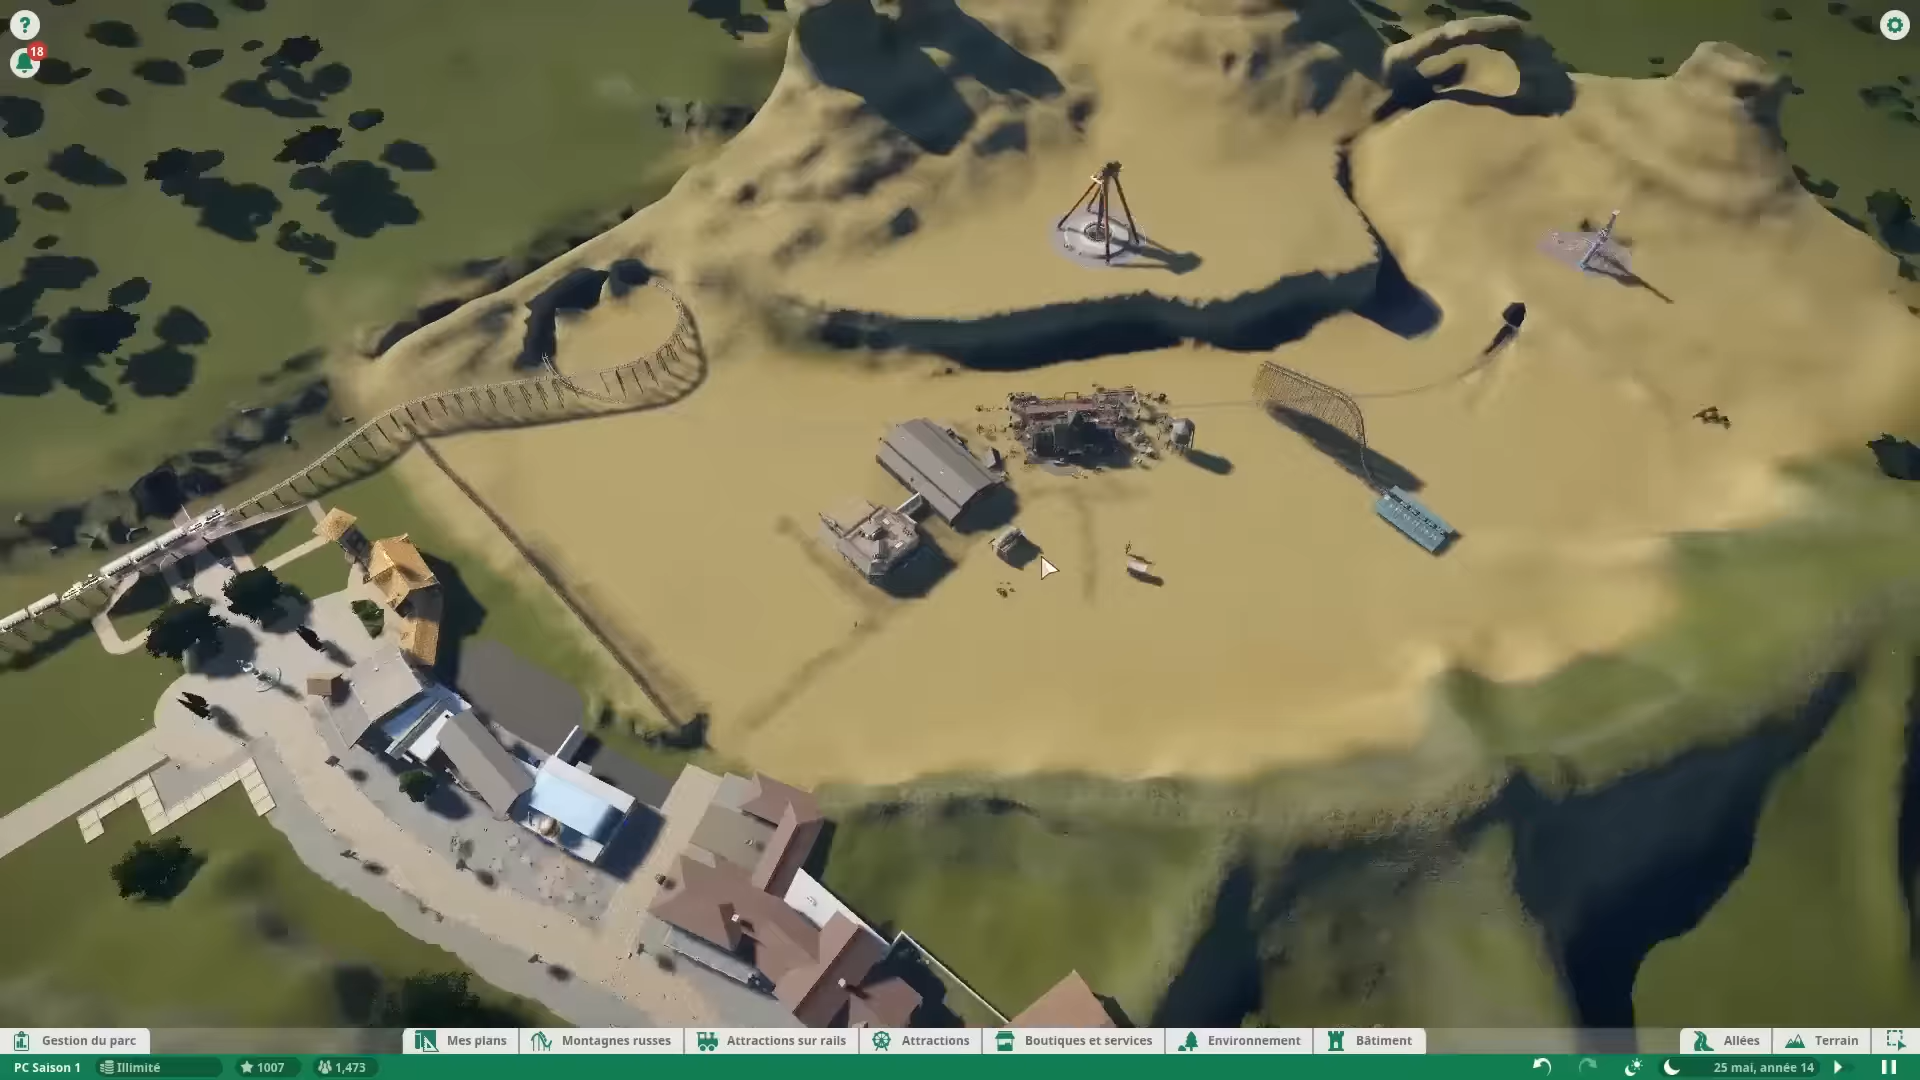 ?
18
Gestion du parc
Mes plans
Montagnes russes
Attractions sur rails
Attractions
Boutiques et services
Environnement
Bâtiment
Allées
Terrain
PC Saison 1
Illimité
1007
1,473
25 mai, année 14